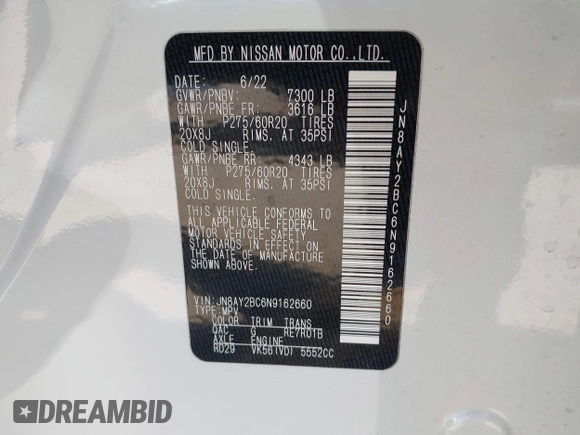 MFD BY NISSAN MOTOR CO.,LTD.
DATE: 6/22
GVWR/PNBV: 7300 LB
GAWR/PNBE FR: 3616 LB
WITH P275/60R20 TIRES
20X8J RIMS, AT 35PSI
COLD SINGLE.
GAWR/PNBE RR: 4343 LB
WITH P275/60R20 TIRES
20X8J RIMS, AT 35PSI
COLD SINGLE.
THIS VEHICLE CONFORMS TO
ALL APPLICABLE FEDERAL
MOTOR VEHICLE SAFETY
STANDARDS IN EFFECT ON
THE DATE OF MANUFACTURE
SHOWN ABOVE.
VIN: JN8AY2BC6N9162660
TYPE: MPV
COLOR TRIM TRANS
QAC G RE7R01B
AXLE ENGINE
RD29 VK56(VD) 5552CC
JN8AY2BC6N9162660
DREAMBID